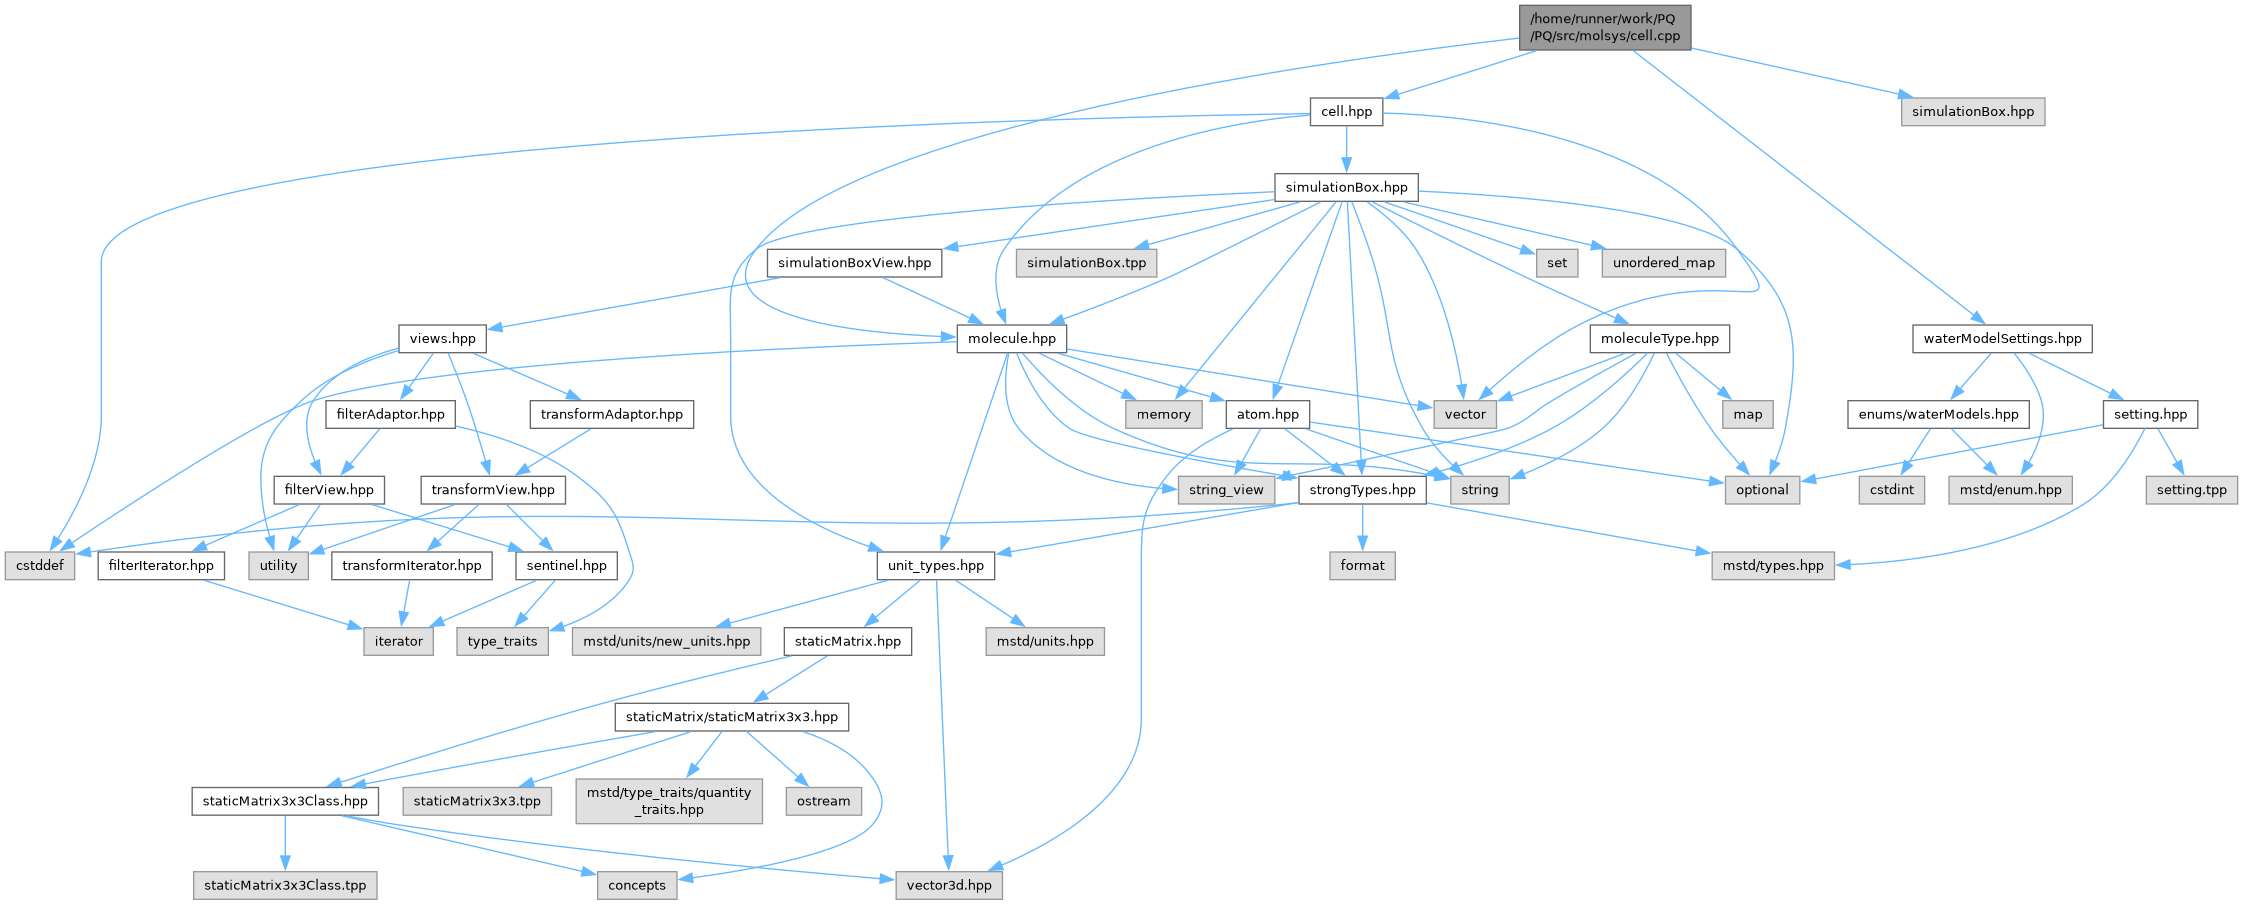 /home/runner/work/PQ
/PQ/src/molsys/cell.cpp
cell.hpp
simulationBox.hpp
simulationBox.hpp
simulationBoxView.hpp
simulationBox.tpp
set
unordered_map
views.hpp
molecule.hpp
moleculeType.hpp
waterModelSettings.hpp
filterAdaptor.hpp
transformAdaptor.hpp
memory
atom.hpp
vector
map
enums/waterModels.hpp
setting.hpp
filterView.hpp
transformView.hpp
string_view
strongTypes.hpp
string
optional
cstdint
mstd/enum.hpp
setting.tpp
cstddef
filterIterator.hpp
utility
transformIterator.hpp
sentinel.hpp
unit_types.hpp
format
mstd/types.hpp
iterator
type_traits
mstd/units/new_units.hpp
staticMatrix.hpp
mstd/units.hpp
staticMatrix/staticMatrix3x3.hpp
staticMatrix3x3Class.hpp
staticMatrix3x3.tpp
mstd/type_traits/quantity
_traits.hpp
ostream
staticMatrix3x3Class.tpp
concepts
vector3d.hpp